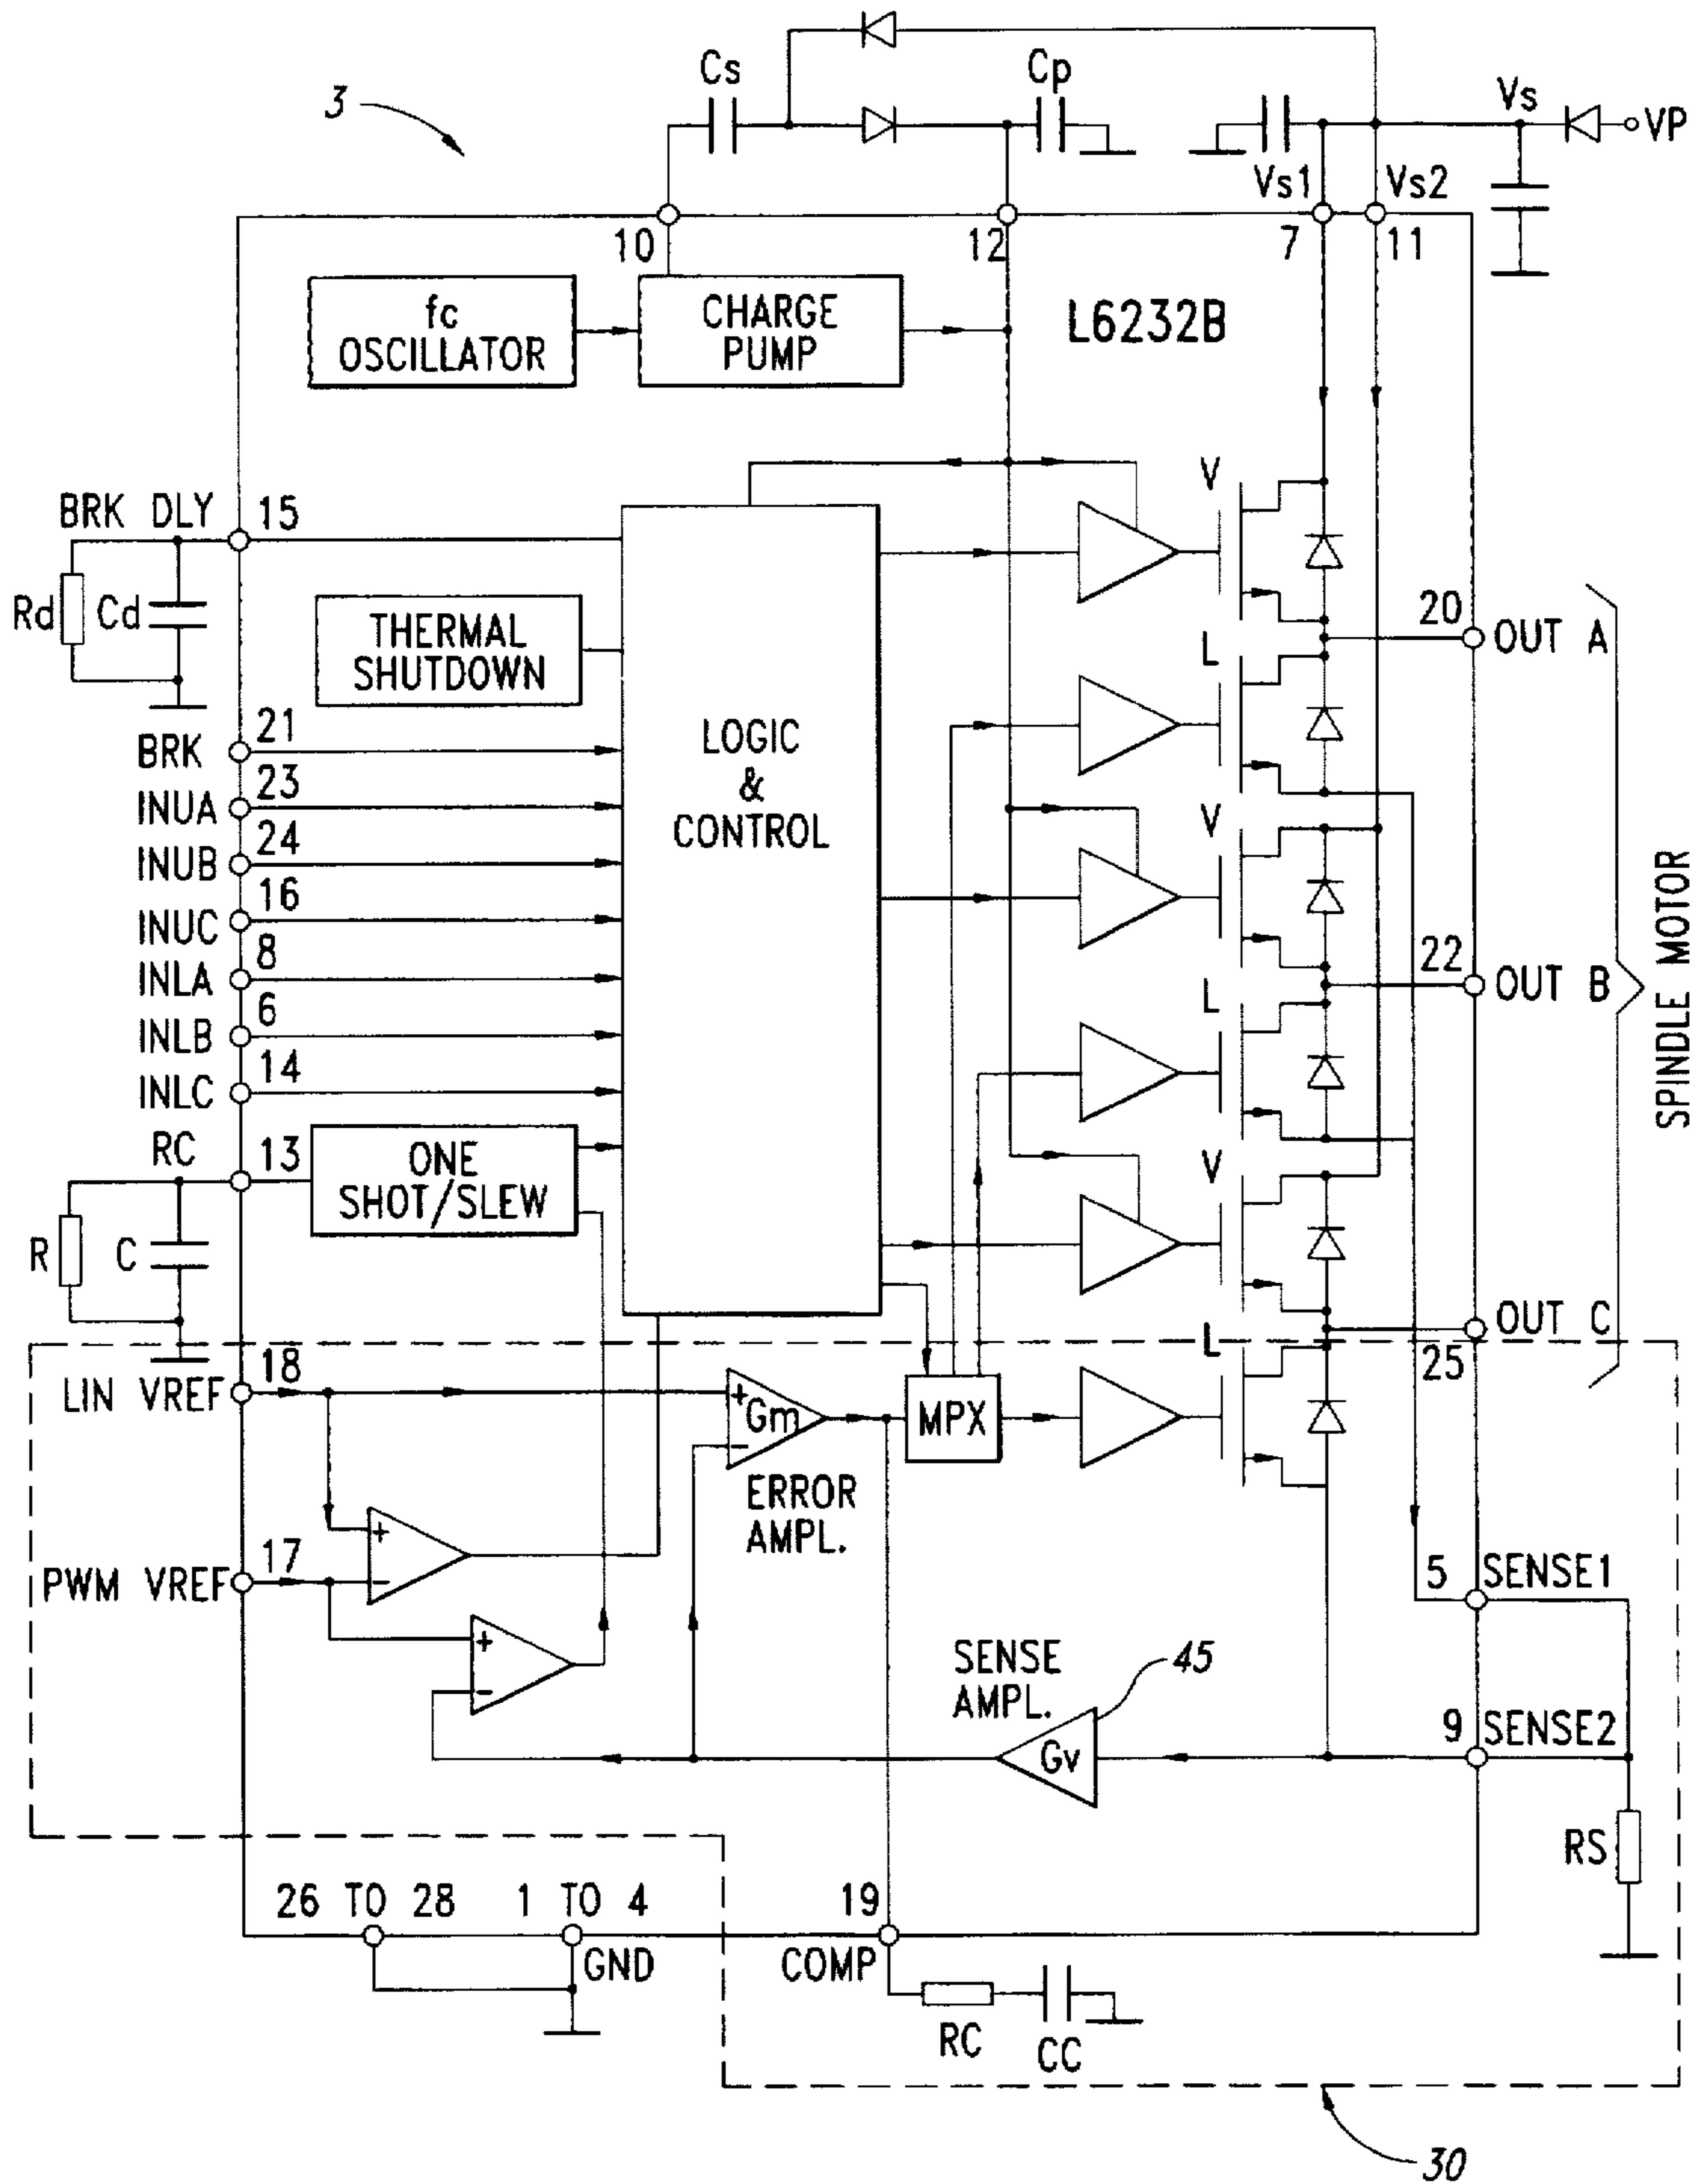 3
Cs
Cp
Vs
VP
Vs1
Vs2
10
12
7
11
fc
OSCILLATOR
CHARGE
PUMP
L6232B
BRK DLY
15
Rd
Cd
THERMAL
SHUTDOWN
LOGIC
&
CONTROL
V
L
V
L
V
L
20
OUT A
22
OUT B
OUT C
25
SPINDLE MOTOR
21
BRK
23
INUA
24
INUB
16
INUC
8
INLA
6
INLB
14
INLC
RC
13
ONE
SHOT/SLEW
R
C
18
LIN VREF
+
Gm
−
MPX
ERROR
AMPL.
+
−
17
PWM VREF
+
−
5
SENSE1
SENSE
AMPL.
45
Gv
9
SENSE2
RS
26 TO 28
1 TO 4
19
GND
COMP
RC
CC
30